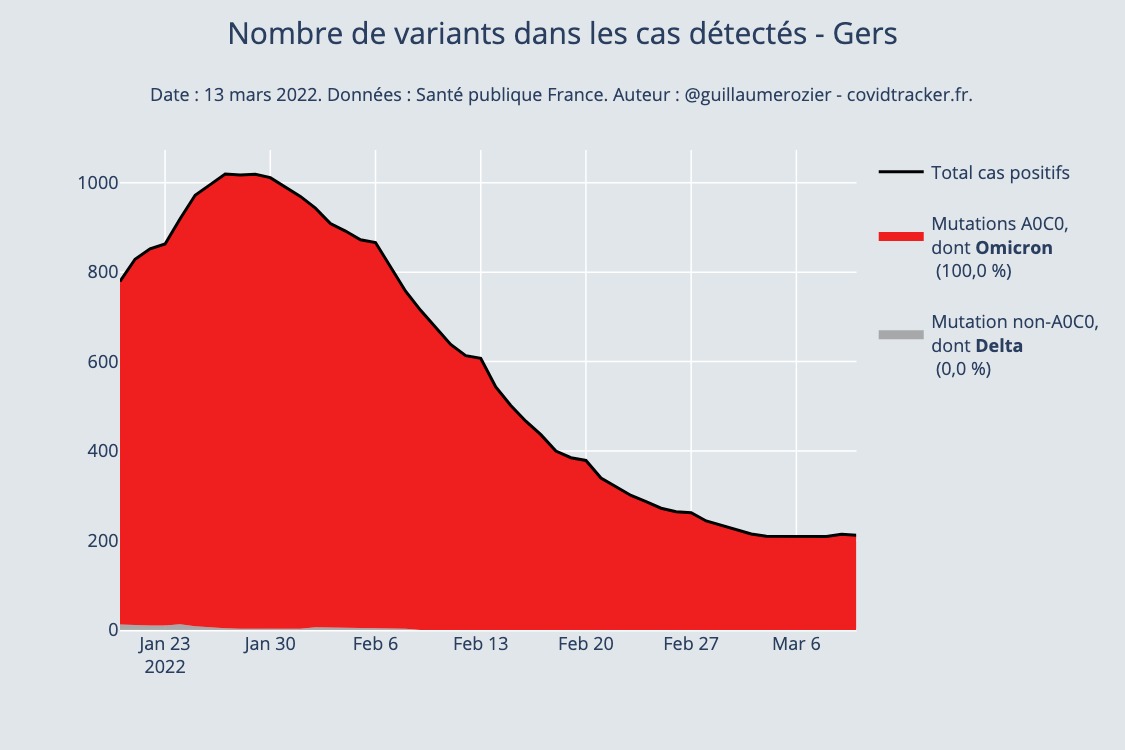 Nombre de variants dans les cas détectés - Gers
Date : 13 mars 2022. Données : Santé publique France. Auteur : @guillaumerozier - covidtracker.fr.
1000
800
600
400
200
0
Jan 23
2022
Jan 30
Feb 6
Feb 13
Feb 20
Feb 27
Mar 6
Total cas positifs
Mutations A0C0,
dont Omicron
(100,0 %)
Mutation non-A0C0,
dont Delta
(0,0 %)